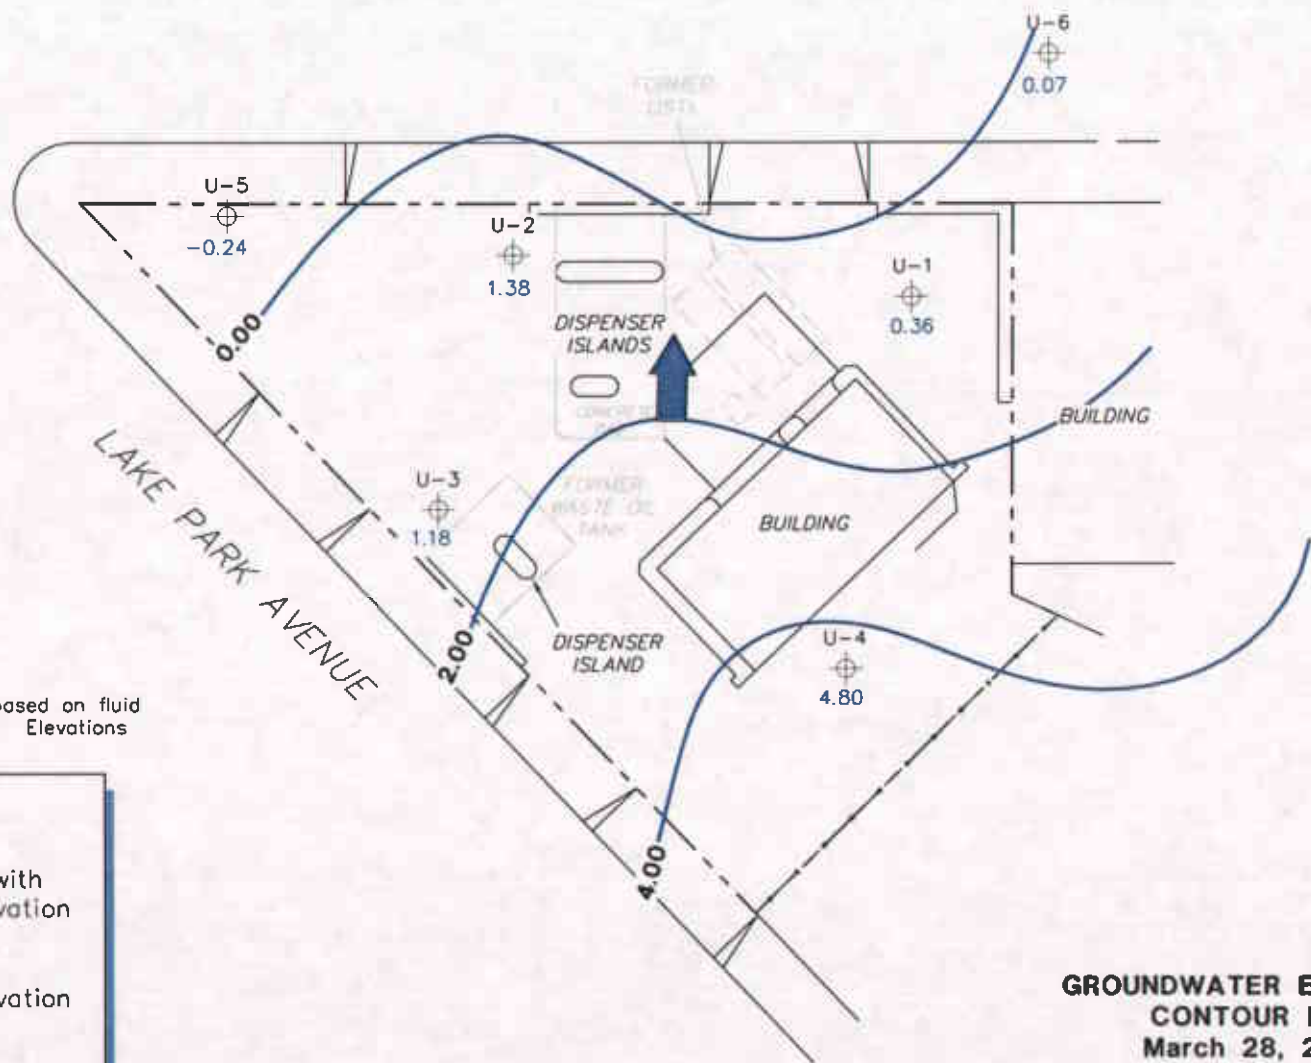 U-6
0.07
FORMER
U-5
-0.24
U-2
1.38
U-1
0.36
DISPENSER
ISLANDS
0.00
CONCRETE
BUILDING
LAKE PARK AVENUE
U-3
1.18
FORMER
WASTE OIL
TANK
BUILDING
2.00
DISPENSER
ISLAND
U-4
4.80
based on fluid
Elevations
4.00
with
vation
vation
GROUNDWATER E
CONTOUR
March 28, 2